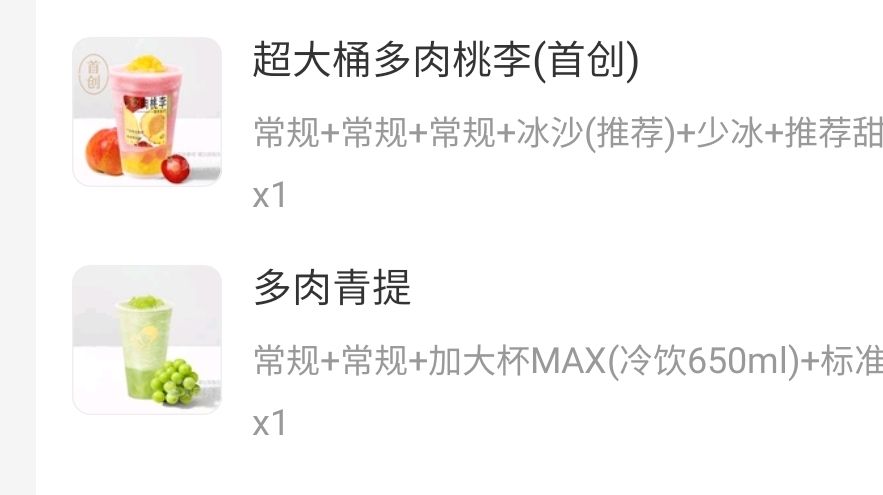 首创
超大桶多肉桃李(首创)
常规+常规+常规+冰沙(推荐)+少冰+推荐甜
x1
多肉青提
常规+常规+加大杯MAX(冷饮650ml)+标准
x1